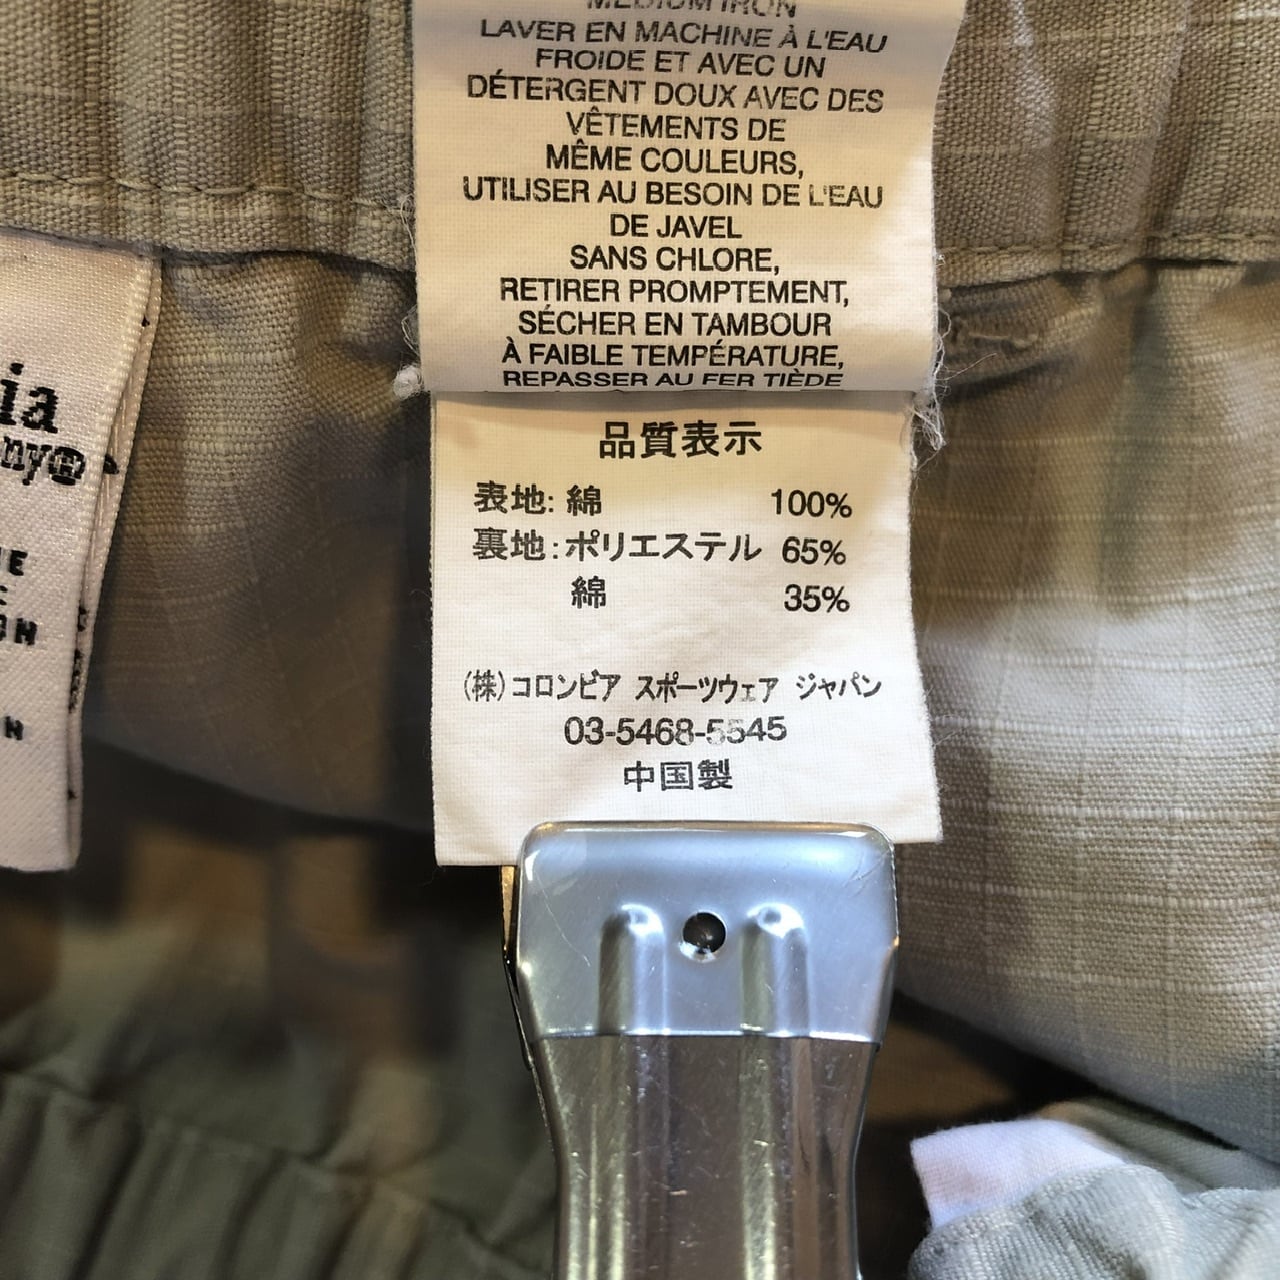 MEDIUM IRON
LAVER EN MACHINE À L'EAU
FROIDE ET AVEC UN
DÉTERGENT DOUX AVEC DES
VÊTEMENTS DE
MÊME COULEURS,
UTILISER AU BESOIN DE L'EAU
DE JAVEL
SANS CHLORE,
RETIRER PROMPTEMENT,
SÉCHER EN TAMBOUR
À FAIBLE TEMPÉRATURE,
REPASSER AU FER TIÈDE
品質表示
表地: 綿 100%
裏地: ポリエステル 65%
綿 35%
(株)コロンビア スポーツウェア ジャパン
03-5468-5545
中国製
ia
ny®